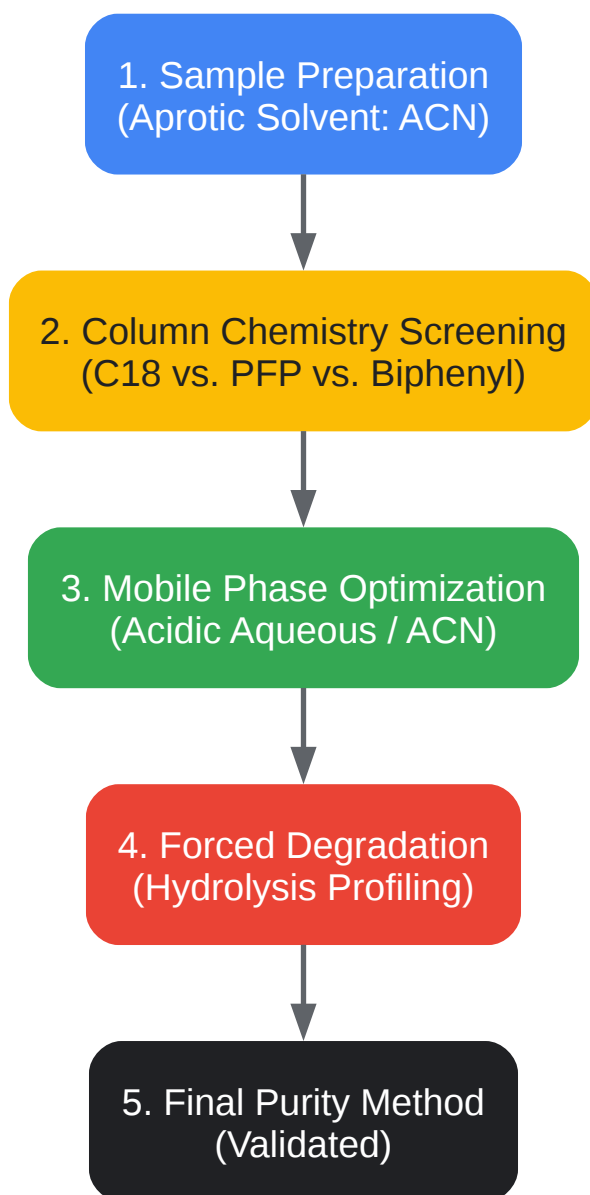 1. Sample Preparation
(Aprotic Solvent: ACN)
2. Column Chemistry Screening
(C18 vs. PFP vs. Biphenyl)
3. Mobile Phase Optimization
(Acidic Aqueous / ACN)
4. Forced Degradation
(Hydrolysis Profiling)
5. Final Purity Method
(Validated)